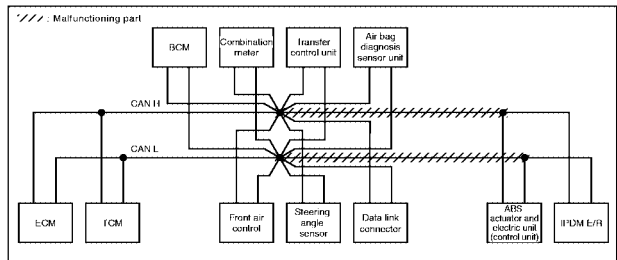 : Malfunctioning part
BCM
Combination
meter
Transfer
control unit
Air bag
diagnosis
sensor unit
CAN H
CAN L
ECM
TCM
Front air
control
Steering
angle
sensor
Data link
connector
ABS
actuator and
electric unit
(control unit)
IPDM E/R